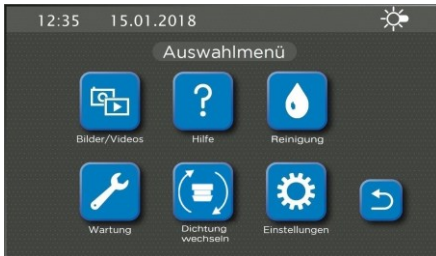 12:35 15.01.2018
Auswahlmenü
Bilder/Videos Hilfe Reinigung
Wartung Dichtung wechseln Einstellungen